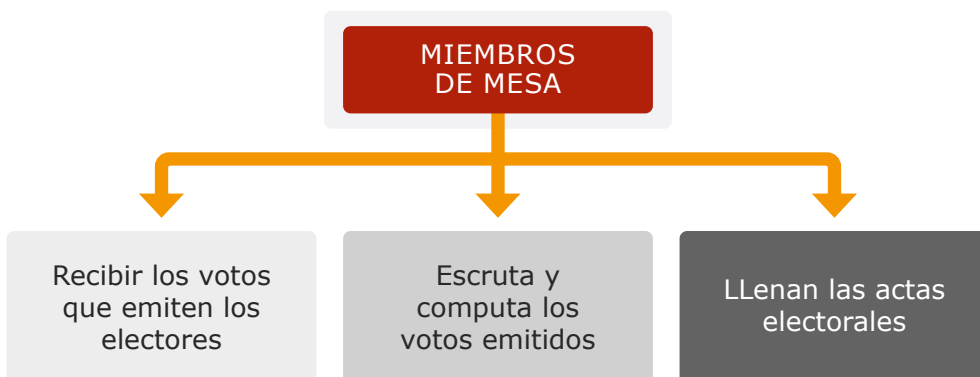 MIEMBROS
DE MESA
Recibir los votos
que emiten los
electores
Escruta y
computa los
votos emitidos
LLenan las actas
electorales